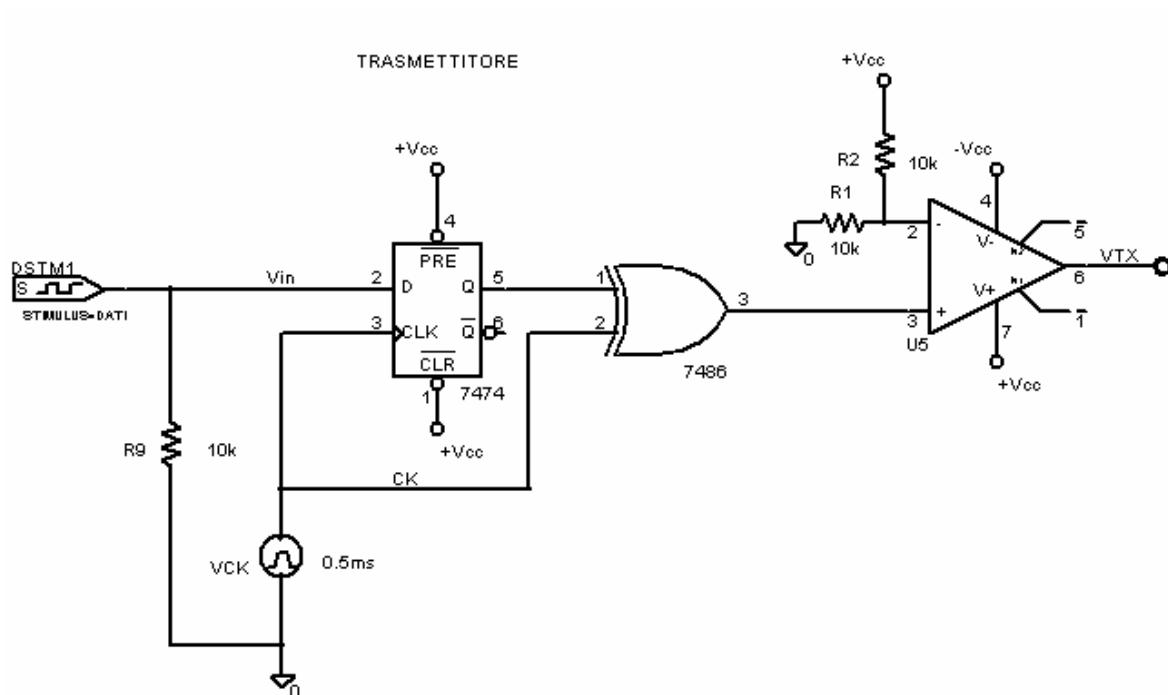 TRASMETTITORE
+Vcc
+Vcc
R2
10k
-Vcc
R1
4
4
10k
0
2
-
V-
5
DSTM1
S
Vin
2
PRE
5
D
Q
1
VTX
6
STIMULUS=DATI
3
CLK
Q
6
2
3
V+
3
+
1
CLR
U5
7
1
7474
7486
+Vcc
R9
10k
+Vcc
CK
VCK
0.5ms
0